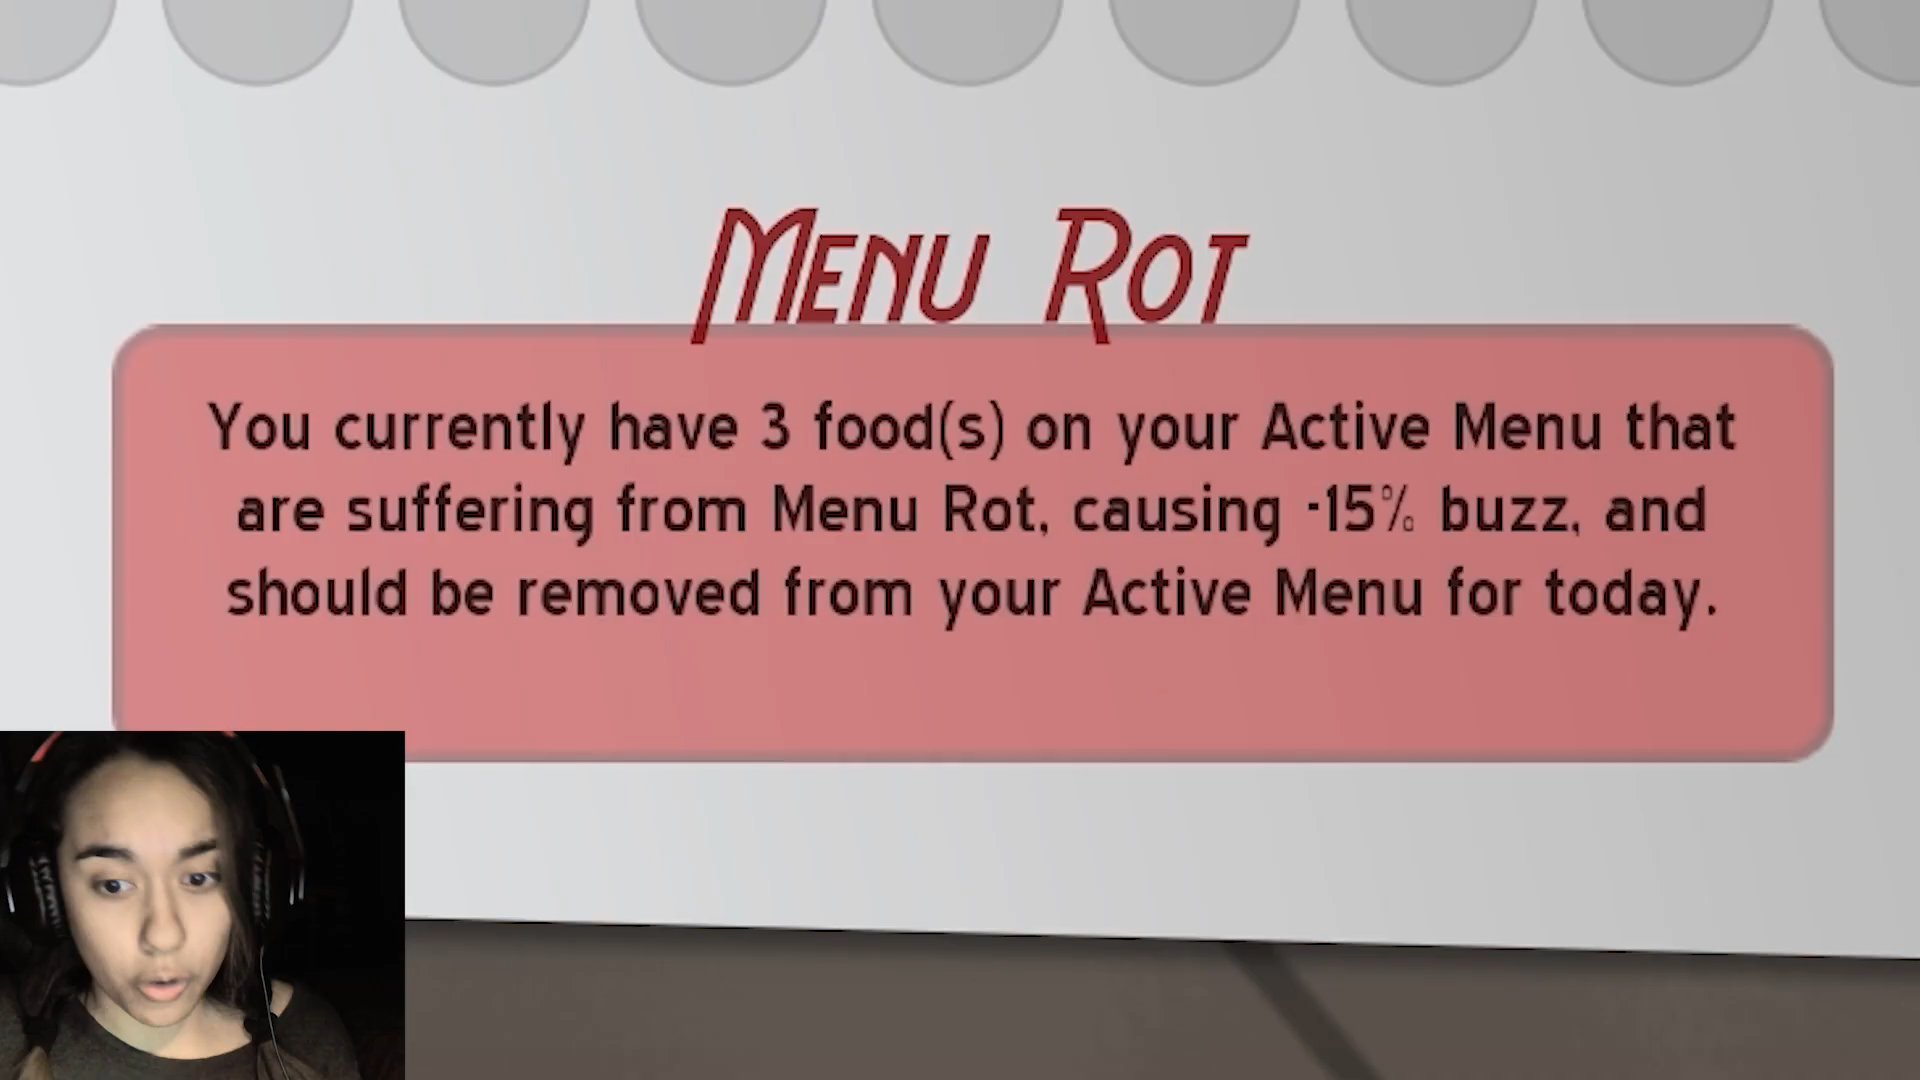 Menu Rot
You currently have 3 food(s) on your Active Menu that
are suffering from Menu Rot, causing -15% buzz, and
should be removed from your Active Menu for today.